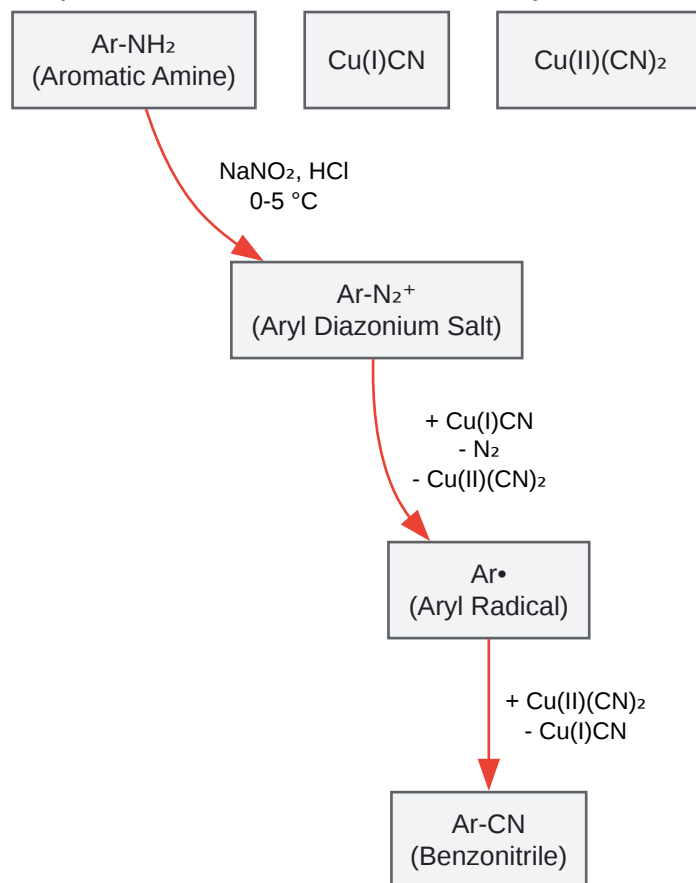 Ar-NH₂
(Aromatic Amine)
Cu(I)CN
Cu(II)(CN)₂
NaNO₂, HCl
0-5 °C
Ar-N₂⁺
(Aryl Diazonium Salt)
+ Cu(I)CN
- N₂
- Cu(II)(CN)₂
Ar•
(Aryl Radical)
+ Cu(II)(CN)₂
- Cu(I)CN
Ar-CN
(Benzonitrile)